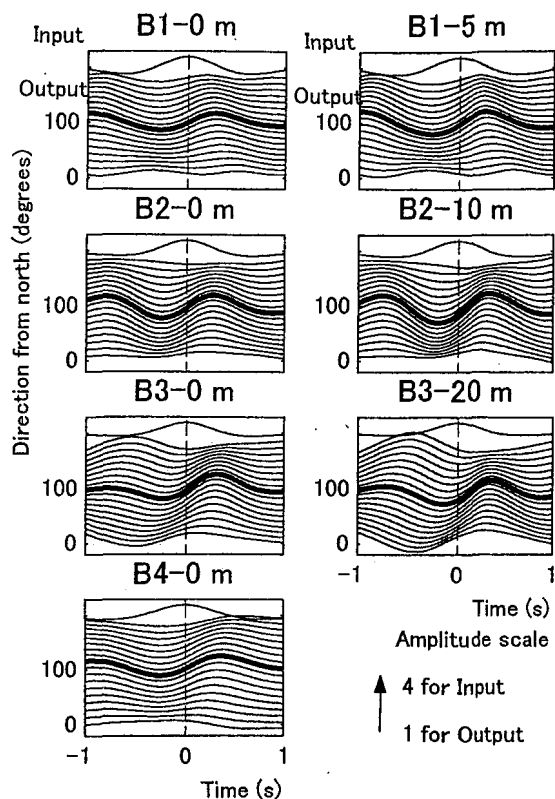 B1-0 m
B1-5 m
Input
Input
Output
Output
100
0
B2-0 m
B2-10 m
100
0
100
0
Direction from north (degrees)
B3-0 m
B3-20 m
100
0
100
0
-1
0
1
Time (s)
B4-0 m
100
0
-1
0
1
Time (s)
Amplitude scale
4 for Input
1 for Output